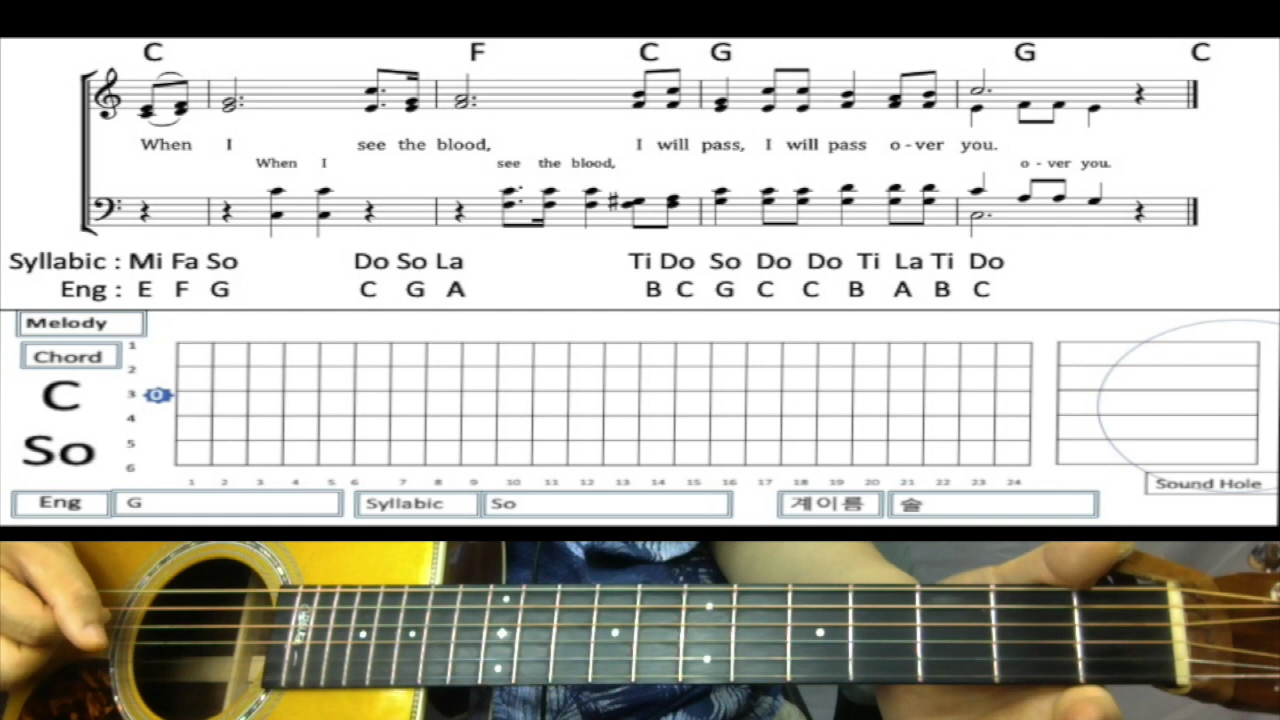 C F C G G C
When I see the blood, I will pass, I will pass o - ver you.
When I see the blood, o - ver you.
Syllabic : Mi Fa So Do So La Ti Do So Do Do Ti La Ti Do
Eng : E F G C G A B C G C C B A B C
Melody
Chord
C
So
1
2
3 0
4
5
6
1 2 3 4 5 6 7 8 9 10 11 12 13 14 15 16 17 18 19 20 21 22 23 24
Sound Hole
Eng G Syllabic So 계이름 솔